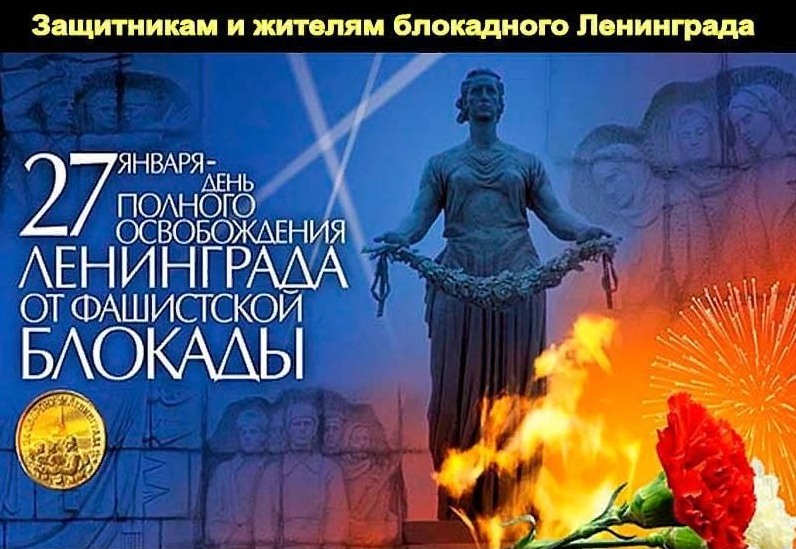 Защитникам и жителям блокадного Ленинграда
27 ЯНВАРЯ-
ДЕНЬ
ПОЛНОГО
ОСВОБОЖДЕНИЯ
ЛЕНИНГРАДА
ОТ ФАШИСТСКОЙ
БЛОКАДЫ